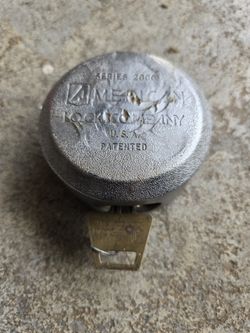 SERIES 2000
AMERICAN
LOCK COMPANY
U.S.A.
PATENTED